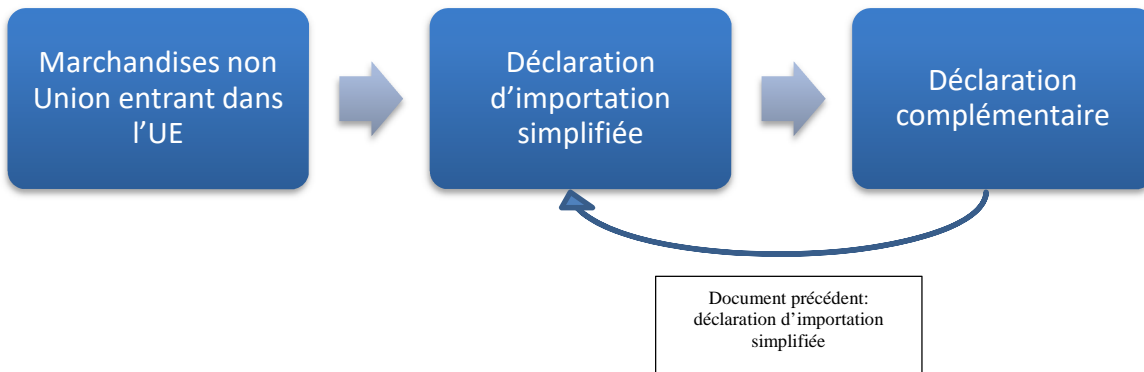 Marchandises non
Union entrant dans
l’UE
Déclaration
d’importation
simplifiée
Déclaration
complémentaire
Document précédent:
déclaration d’importation
simplifiée